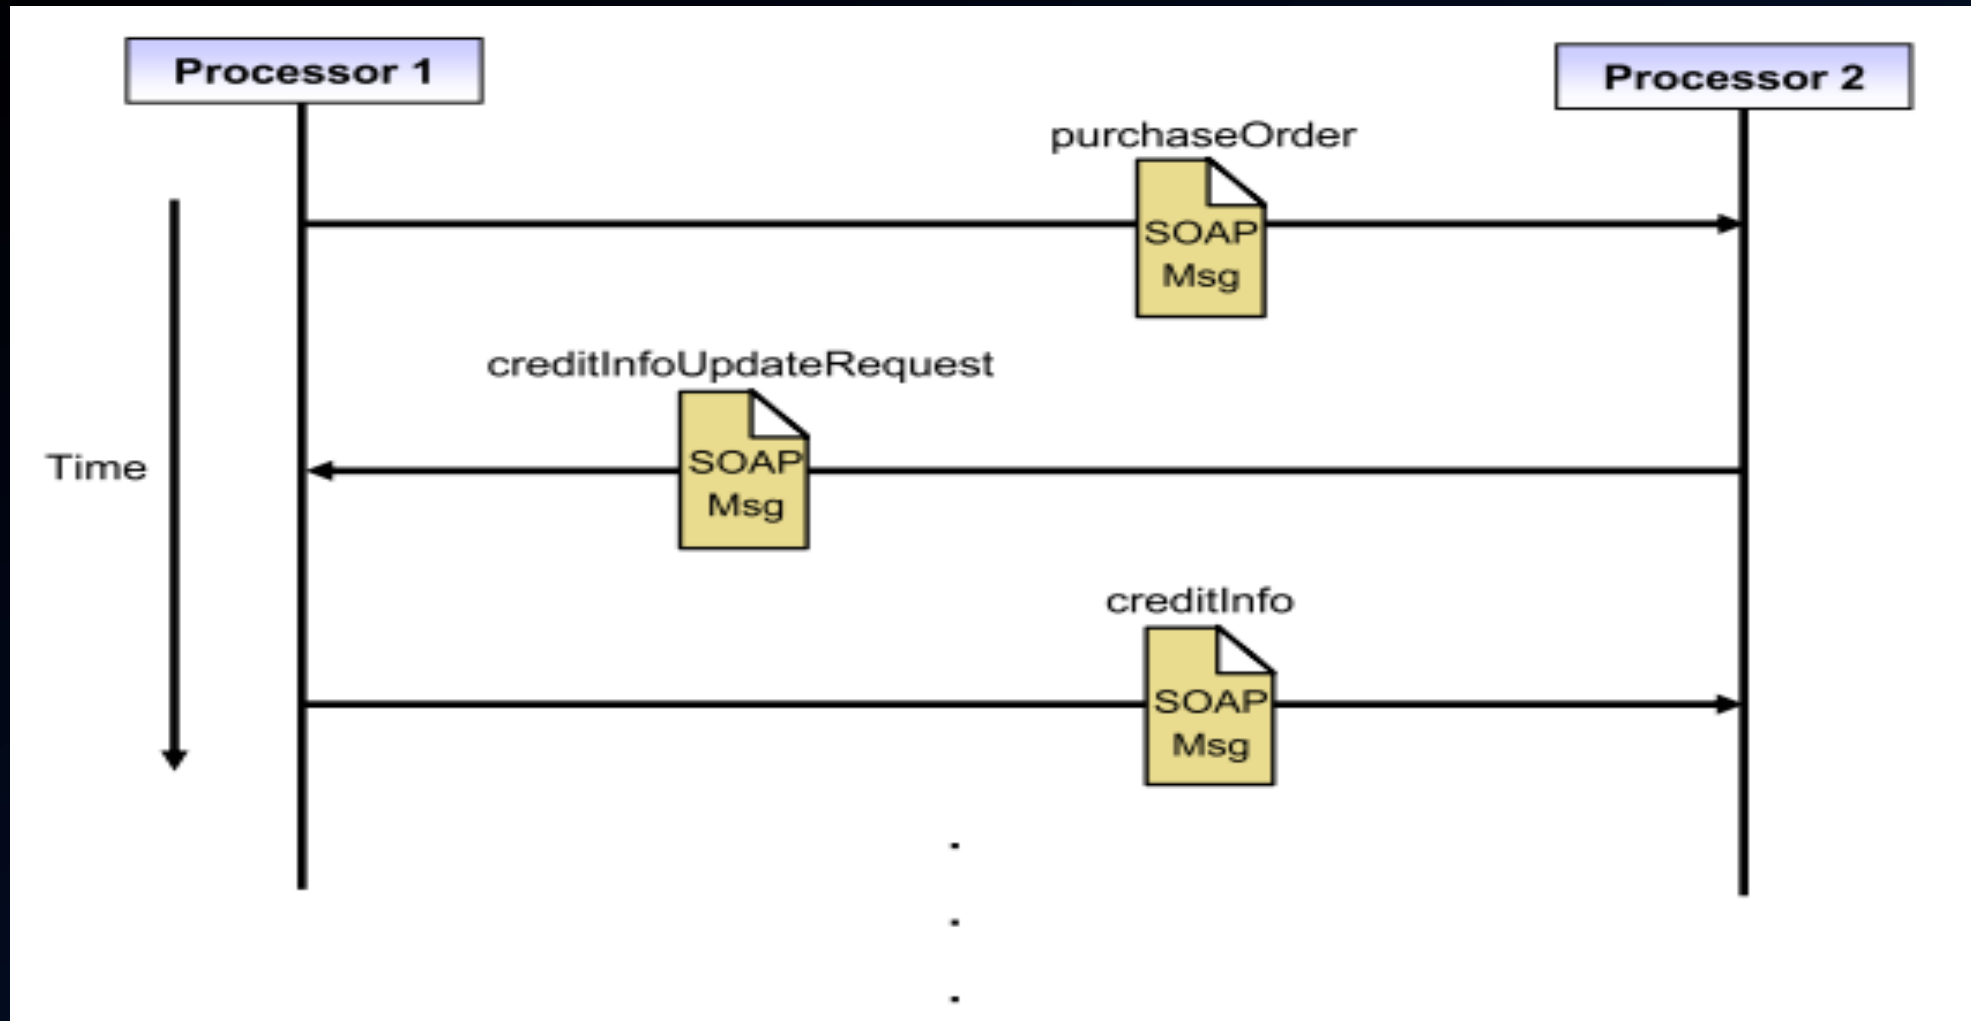 Processor 1
Processor 2
purchaseOrder
SOAP
Msg
creditInfoUpdateRequest
Time
SOAP
Msg
creditInfo
SOAP
Msg